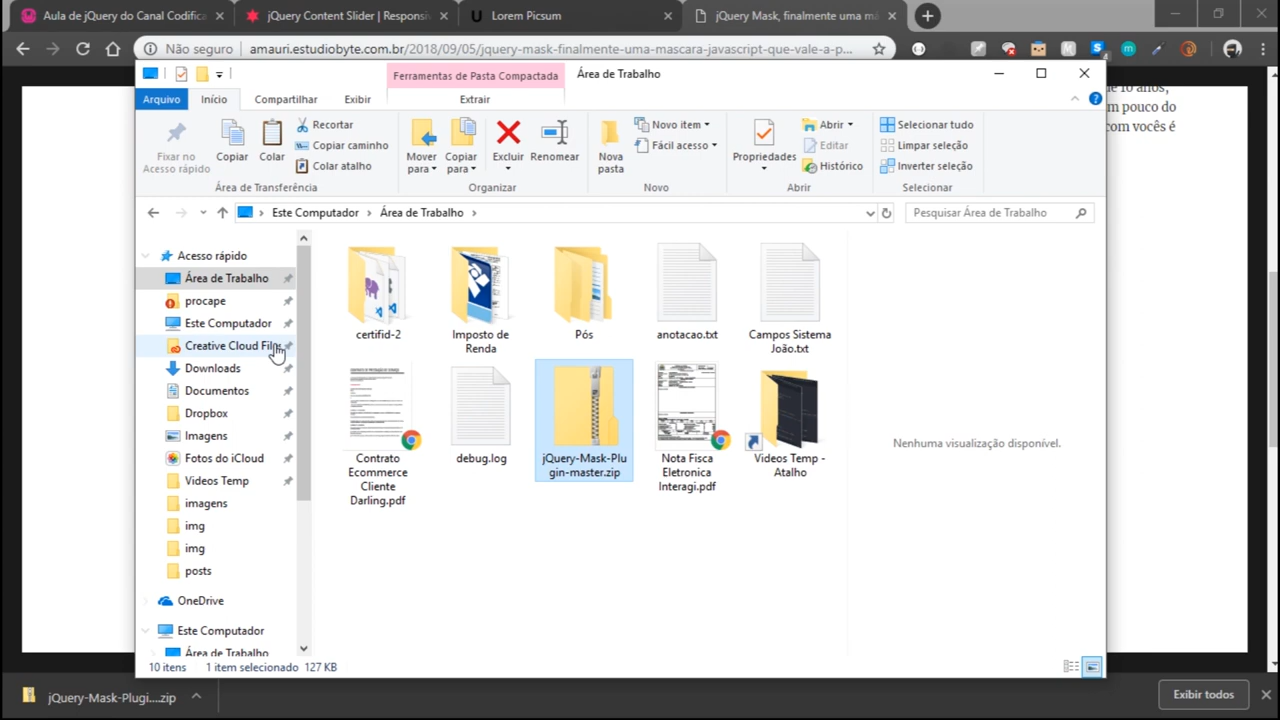 Aula de jQuery do Canal Codifica
jQuery Content Slider | Responsi
Lorem Picsum
jQuery Mask, finalmente uma má
Não seguro
amauri.estudiobyte.com.br/2018/09/05/jquery-mask-finalmente-uma-mascara-javascript-que-vale-a-p...
Ferramentas de Pasta Compactada
Área de Trabalho
Arquivo
Início
Compartilhar
Exibir
Extrair
Fixar no
Acesso rápido
Copiar
Colar
Recortar
Copiar caminho
Colar atalho
Área de Transferência
Mover
para
Copiar
para
Excluir
Renomear
Organizar
Nova
pasta
Novo item
Fácil acesso
Novo
Propriedades
Abrir
Editar
Histórico
Abrir
Selecionar tudo
Limpar seleção
Inverter seleção
Selecionar
Este Computador
Área de Trabalho
Pesquisar Área de Trabalho
Acesso rápido
Área de Trabalho
procape
Este Computador
Creative Cloud Files
Downloads
Documentos
Dropbox
Imagens
Fotos do iCloud
Videos Temp
imagens
img
img
posts
OneDrive
Este Computador
Área de Trabalho
certifid-2
Imposto de
Renda
Pós
anotacao.txt
Campos Sistema
João.txt
Contrato
Ecommerce
Cliente
Darling.pdf
debug.log
jQuery-Mask-Plu
gin-master.zip
Nota Fisca
Eletronica
Interagi.pdf
Videos Temp -
Atalho
Nenhuma visualização disponível.
10 itens
1 item selecionado 127 KB
e 10 anos,
m pouco do
com vocês é
jQuery-Mask-Plugi....zip
Exibir todos